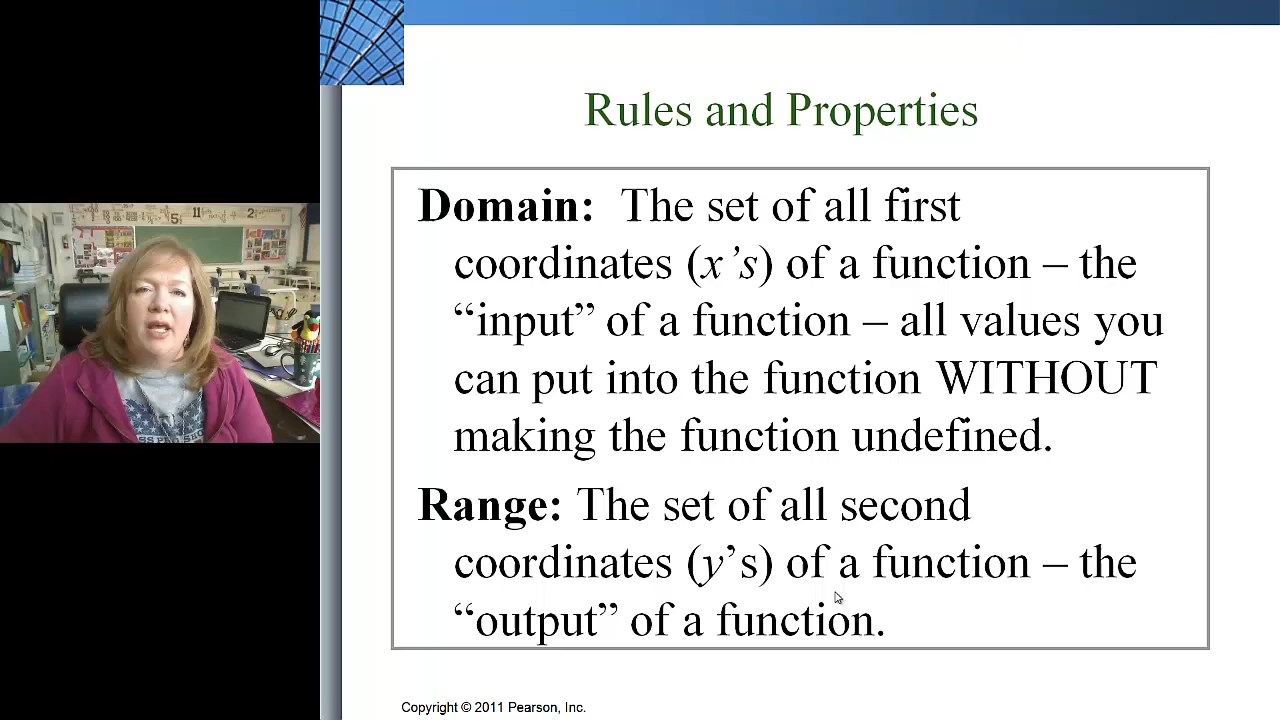 Rules and Properties
Domain: The set of all first
coordinates (x’s) of a function – the
“input” of a function – all values you
can put into the function WITHOUT
making the function undefined.
Range: The set of all second
coordinates (y’s) of a function – the
“output” of a function.
Copyright © 2011 Pearson, Inc.